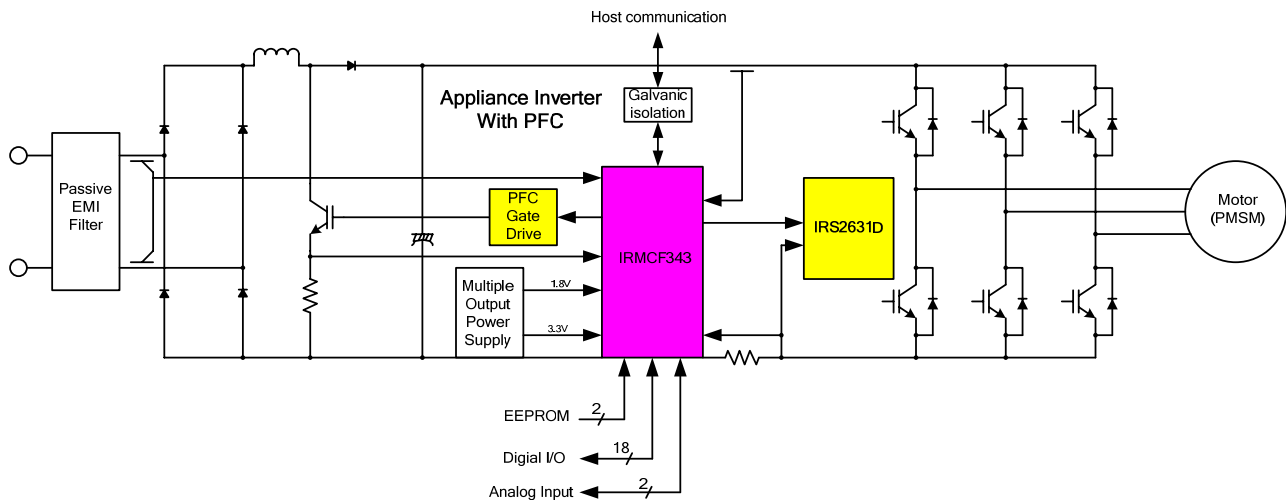 Host communication
Appliance Inverter
With PFC
Galvanic
isolation
Passive
EMI
Filter
PFC
Gate
Drive
IRMCF343
IRS2631D
Motor
(PMSM)
Multiple
Output
Power
Supply
1.8V
3.3V
EEPROM
2
Digial I/O
18
Analog Input
2